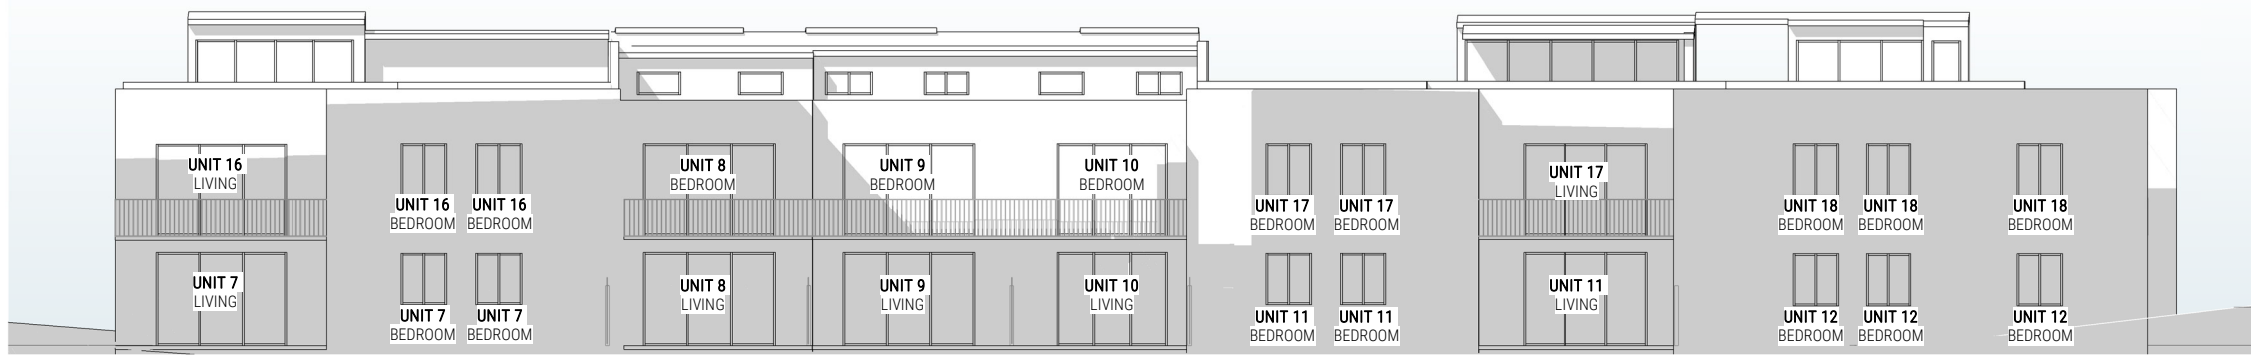 UNIT 16
LIVING
UNIT 16
BEDROOM
UNIT 16
BEDROOM
UNIT 8
BEDROOM
UNIT 9
BEDROOM
UNIT 10
BEDROOM
UNIT 17
BEDROOM
UNIT 17
BEDROOM
UNIT 17
LIVING
UNIT 18
BEDROOM
UNIT 18
BEDROOM
UNIT 18
BEDROOM
UNIT 7
LIVING
UNIT 7
BEDROOM
UNIT 7
BEDROOM
UNIT 8
LIVING
UNIT 9
LIVING
UNIT 10
LIVING
UNIT 11
BEDROOM
UNIT 11
BEDROOM
UNIT 11
LIVING
UNIT 12
BEDROOM
UNIT 12
BEDROOM
UNIT 12
BEDROOM